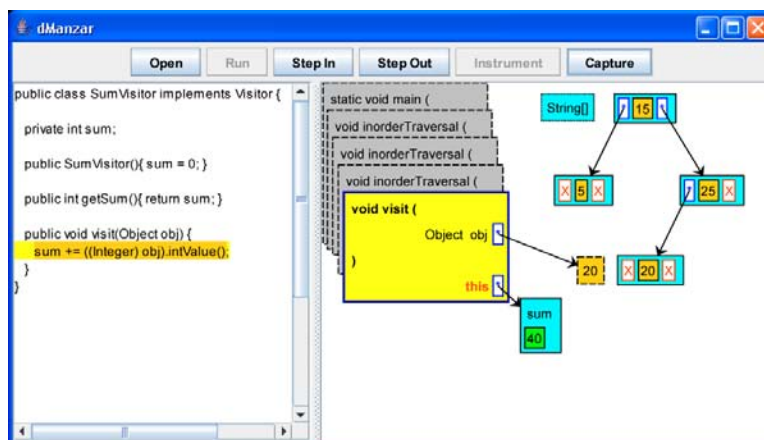 dManzar
Open Run Step In Step Out Instrument Capture
public class SumVisitor implements Visitor {
private int sum;
public SumVisitor(){ sum = 0; }
public int getSum(){ return sum; }
public void visit(Object obj) {
sum += ((Integer) obj).intValue();
}
}
static void main (
void inorderTraversal (
void inorderTraversal (
void inorderTraversal (
void visit (
Object obj
)
this
String[]
15
X 5 X
25 X
20
X 20 X
sum
40